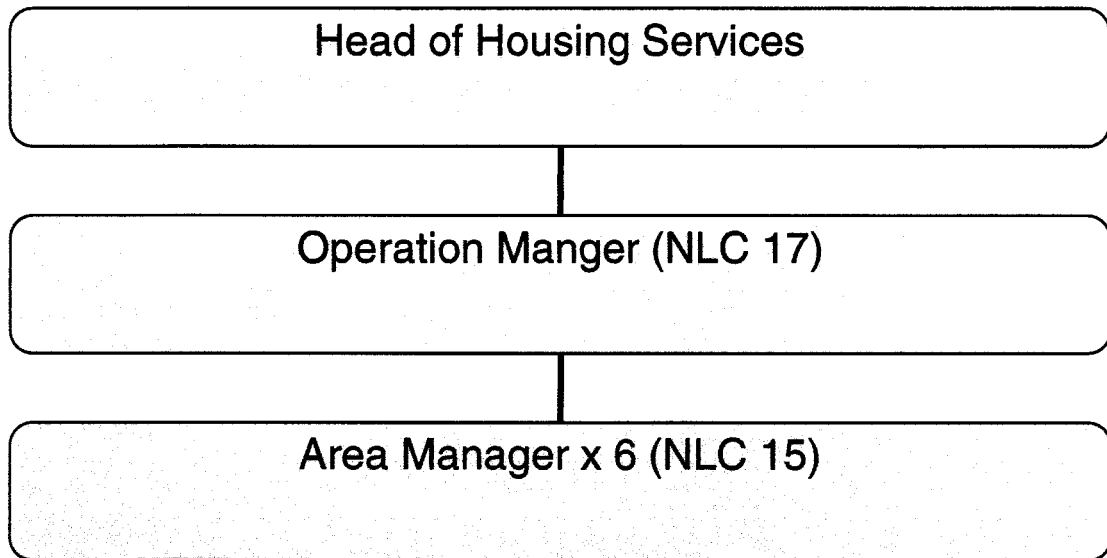 Head of Housing Services
Operation Manger (NLC 17)
Area Manager x 6 (NLC 15)